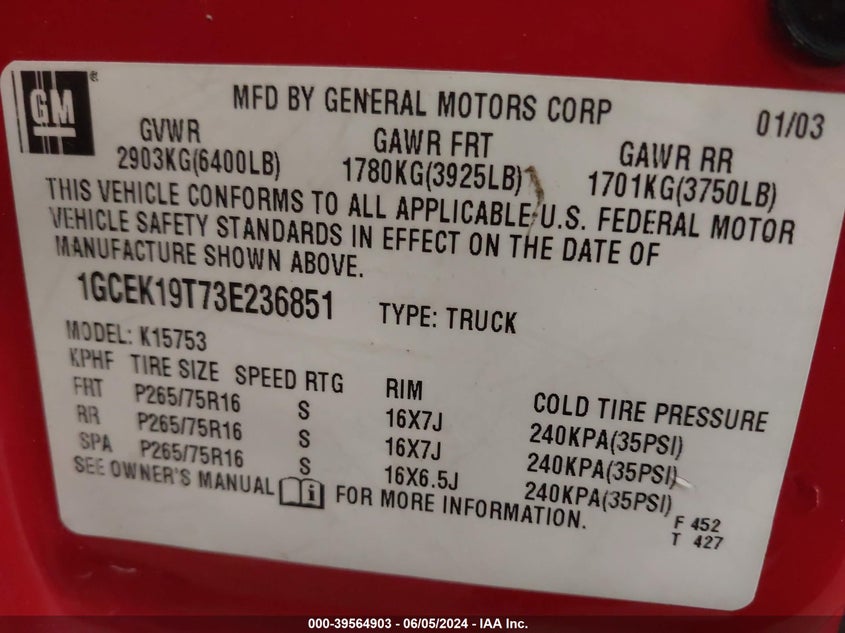 GM ®
MFD BY GENERAL MOTORS CORP 01/03
GVWR GAWR FRT GAWR RR
2903KG(6400LB) 1780KG(3925LB) 1701KG(3750LB)
THIS VEHICLE CONFORMS TO ALL APPLICABLE U.S. FEDERAL MOTOR
VEHICLE SAFETY STANDARDS IN EFFECT ON THE DATE OF
MANUFACTURE SHOWN ABOVE.
1GCEK19T73E236851 TYPE: TRUCK
MODEL: K15753
KPHF TIRE SIZE SPEED RTG RIM COLD TIRE PRESSURE
FRT P265/75R16 S 16X7J 240KPA(35PSI)
RR P265/75R16 S 16X7J 240KPA(35PSI)
SPA P265/75R16 S 16X6.5J 240KPA(35PSI)
SEE OWNER'S MANUAL i FOR MORE INFORMATION.
F 452
T 427
000-39564903 - 06/05/2024 - IAA Inc.